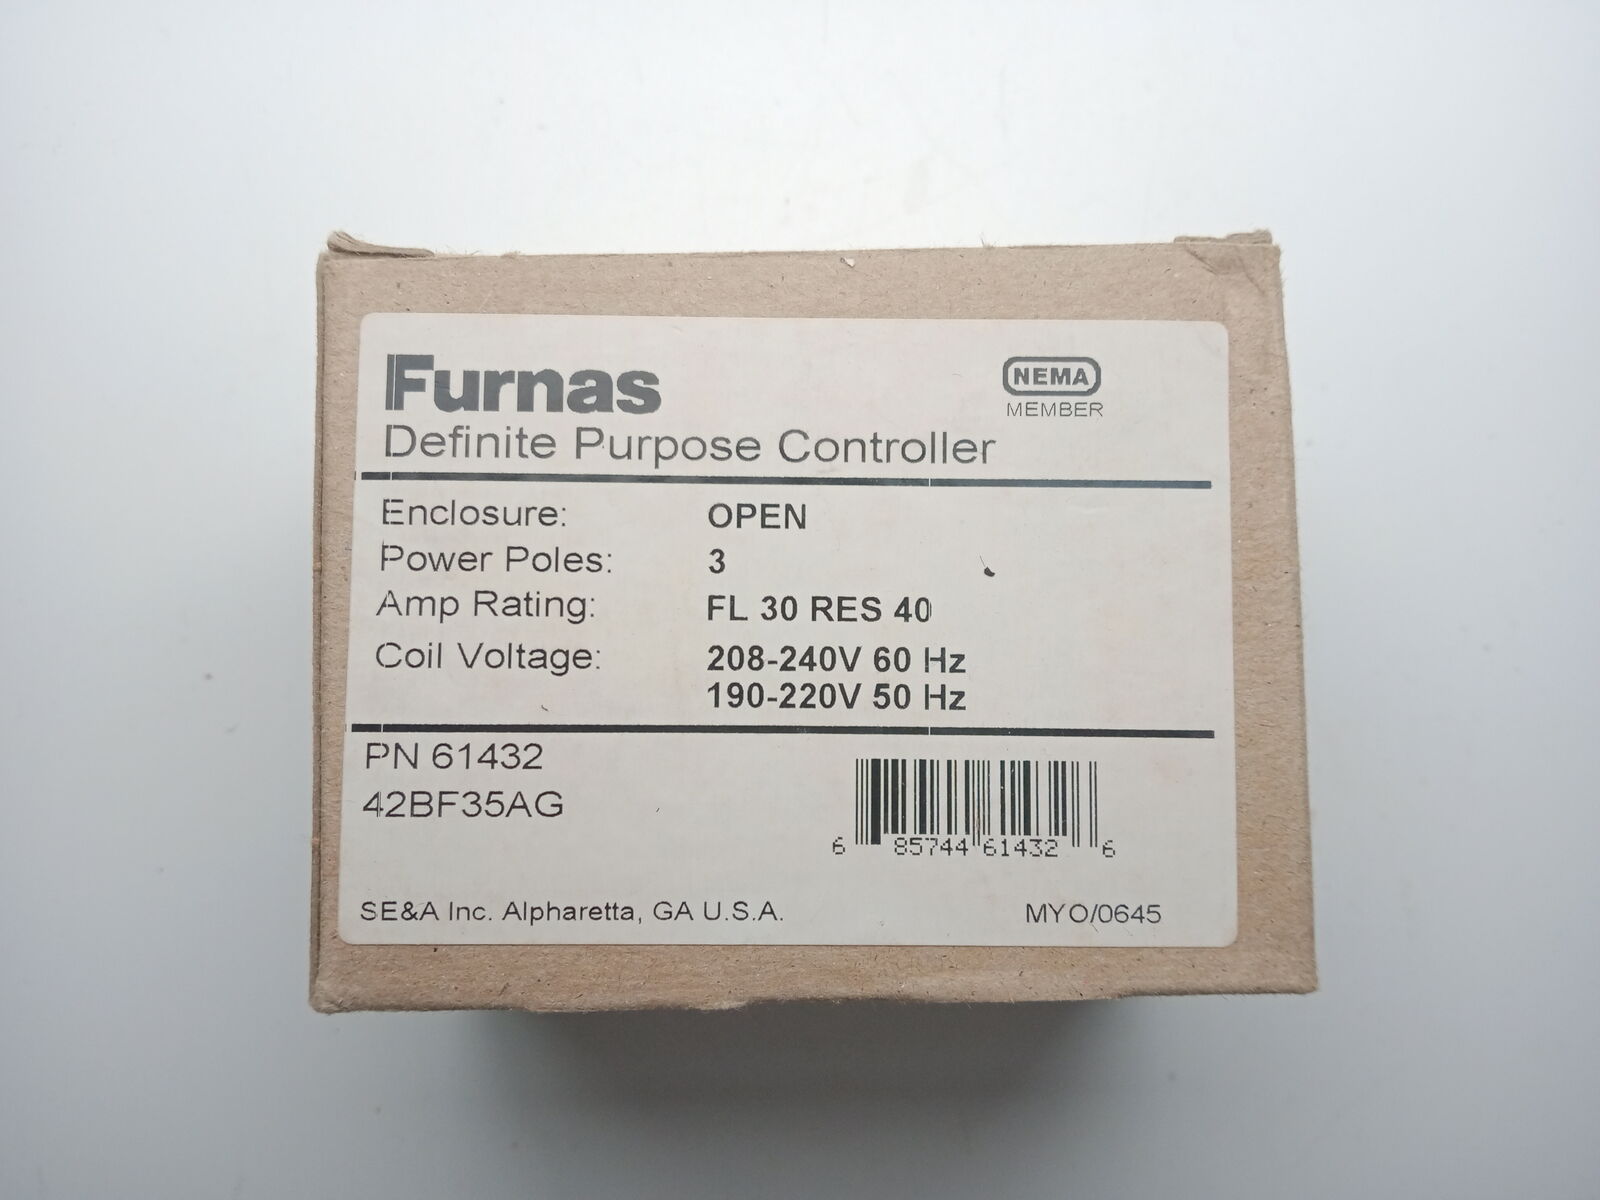 Furnas
NEMA
MEMBER
Definite Purpose Controller
Enclosure: OPEN
Power Poles: 3
Amp Rating: FL 30 RES 40
Coil Voltage: 208-240V 60 Hz
190-220V 50 Hz
PN 61432
42BF35AG
6 85744 61432 6
SE&A Inc. Alpharetta, GA U.S.A. MYO/0645